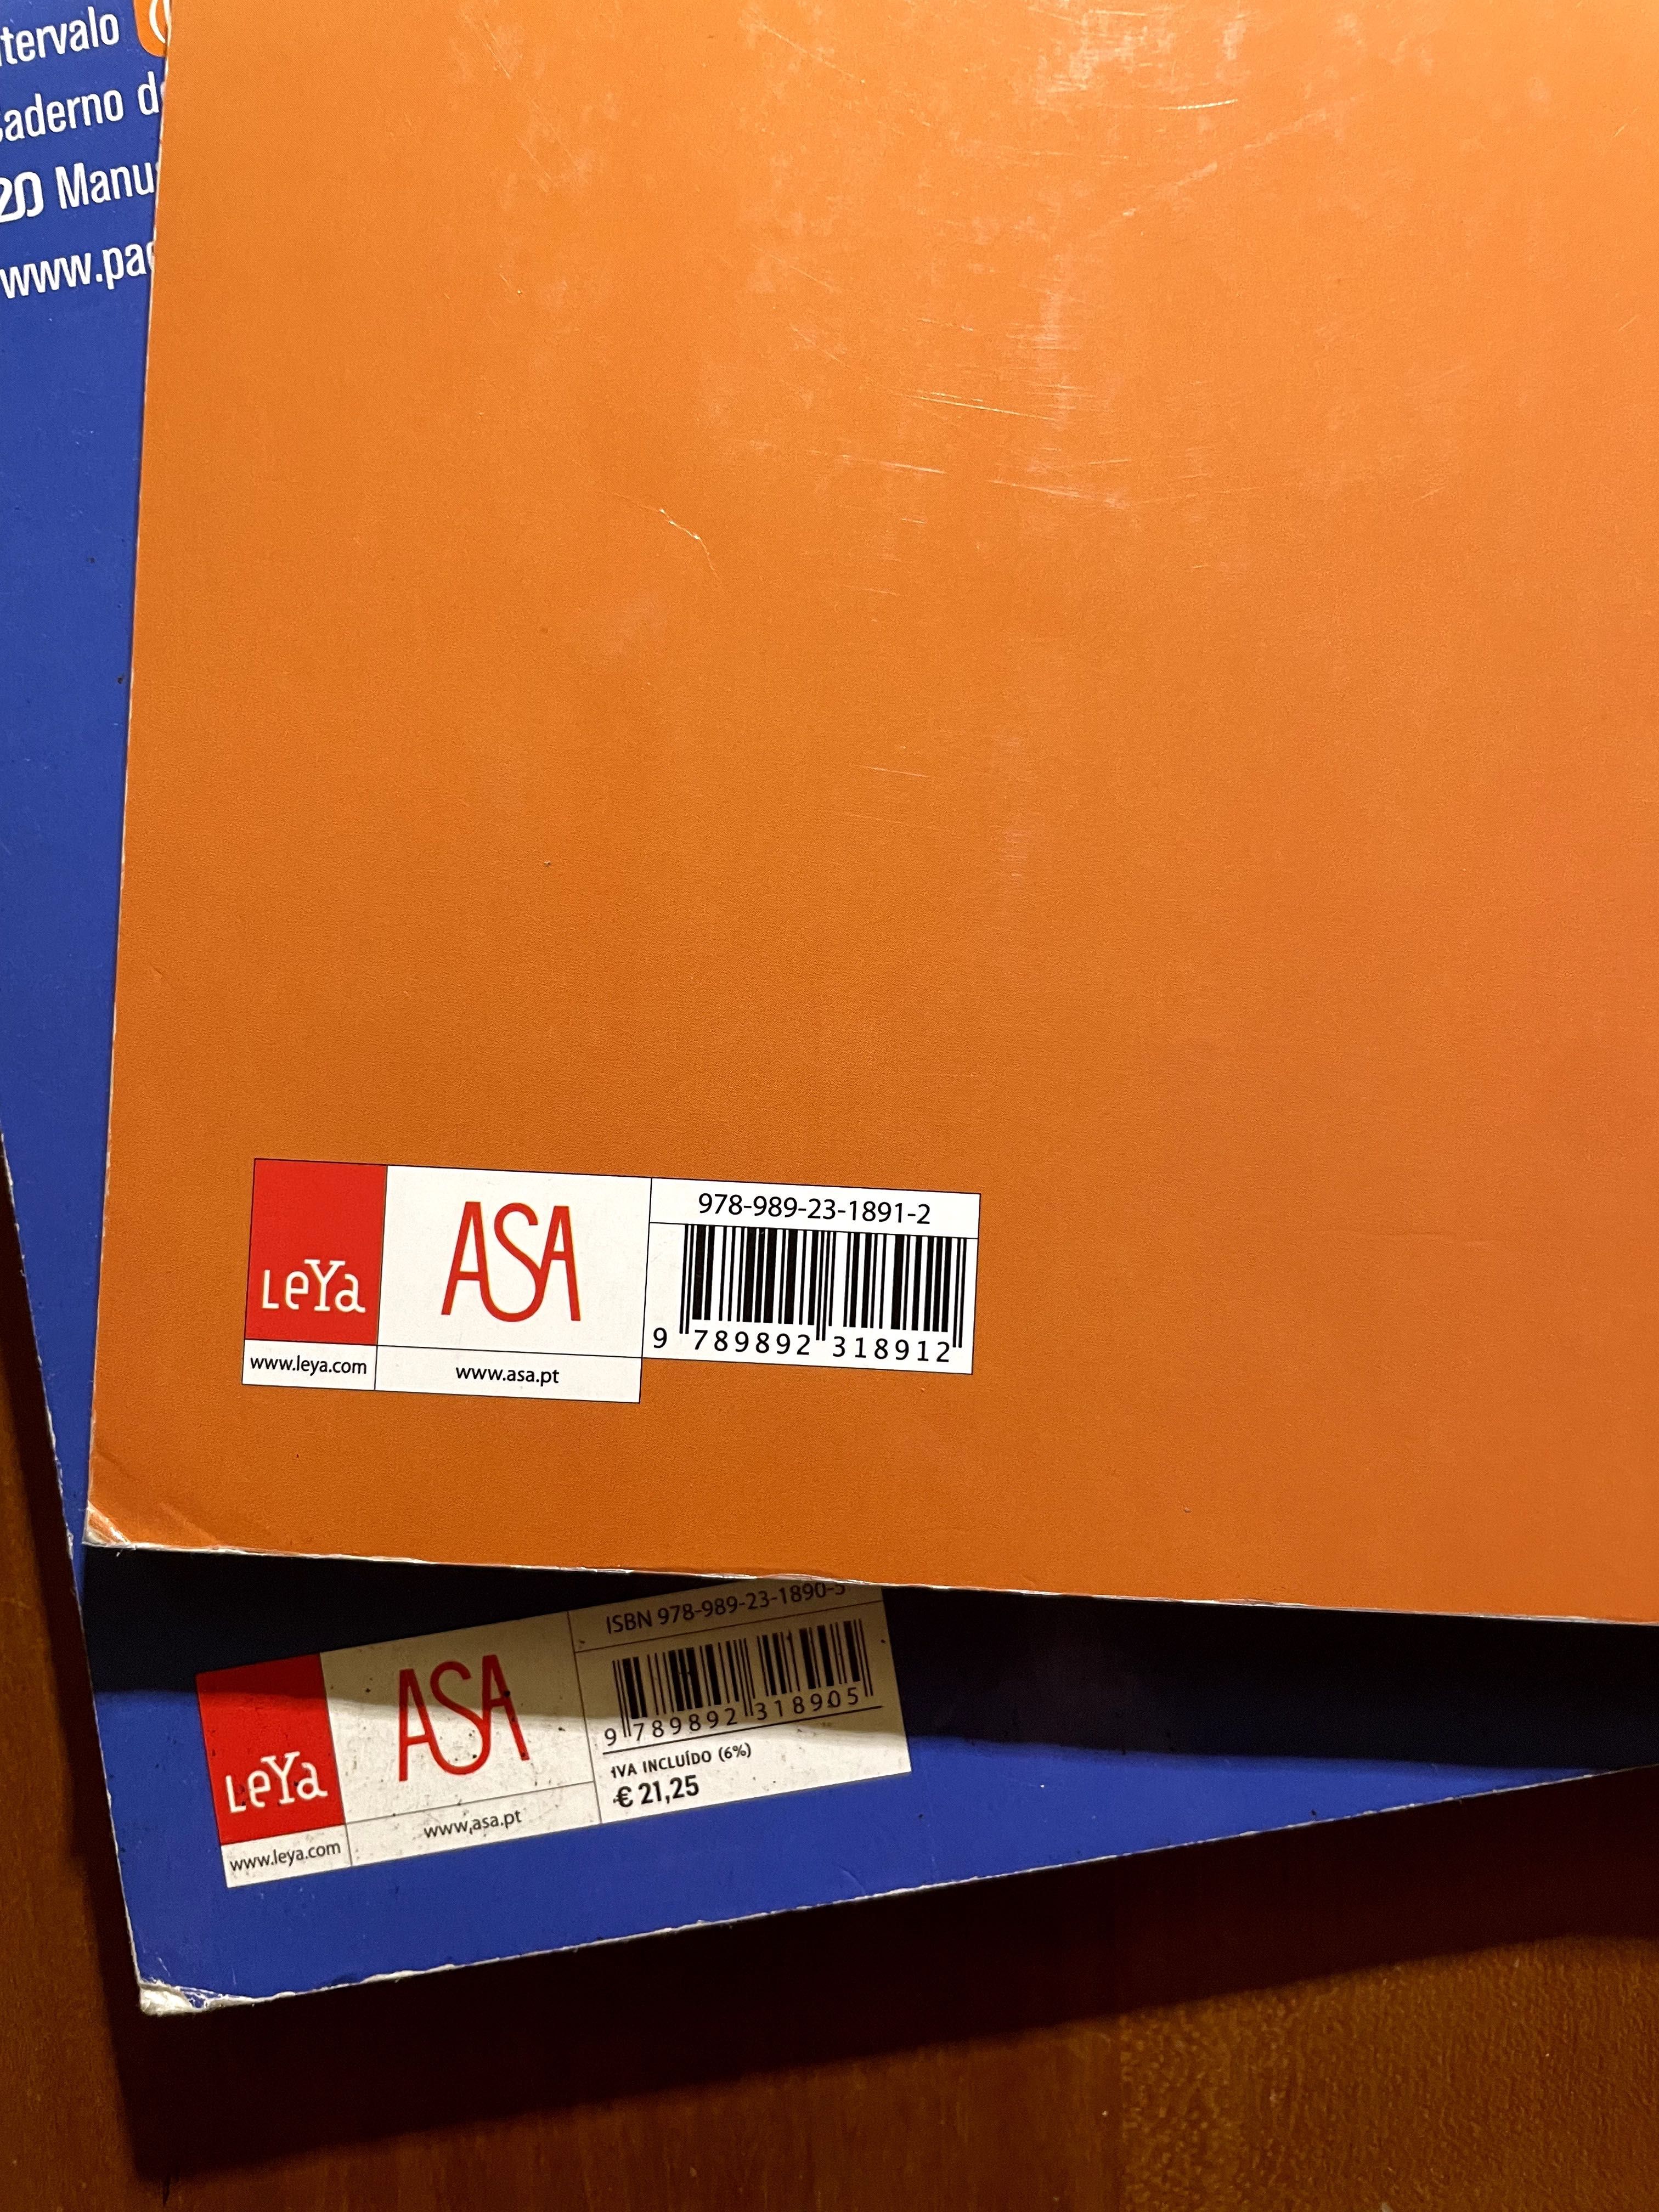 tervalo
caderno d
20 Manu
www.pa
978-989-23-1891-2
LeYa
ASA
9 789892 318912
www.leya.com
www.asa.pt
ISBN 978-989-23-1890-5
LeYa
ASA
9 789892 318905
IVA INCLUÍDO (6%)
€ 21,25
www.asa.pt
www.leya.com